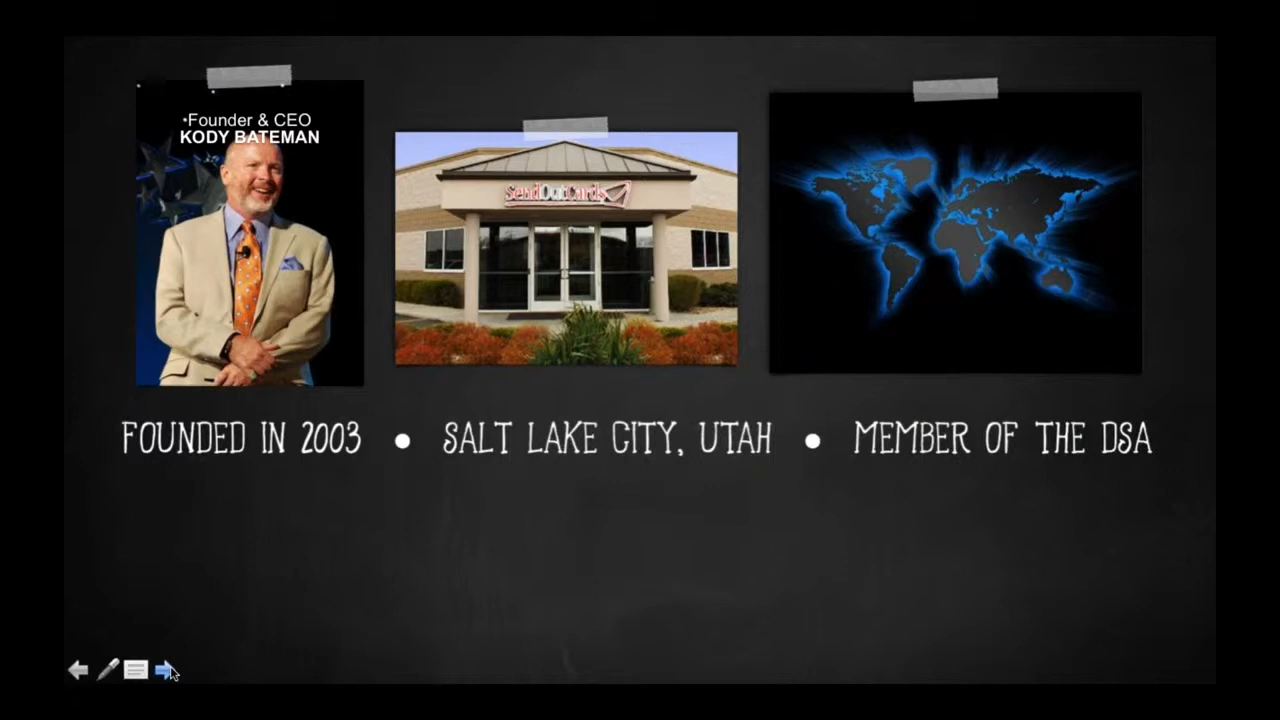 •Founder & CEO
KODY BATEMAN
SendOutCards
FOUNDED IN 2003 • SALT LAKE CITY, UTAH • MEMBER OF THE DSA